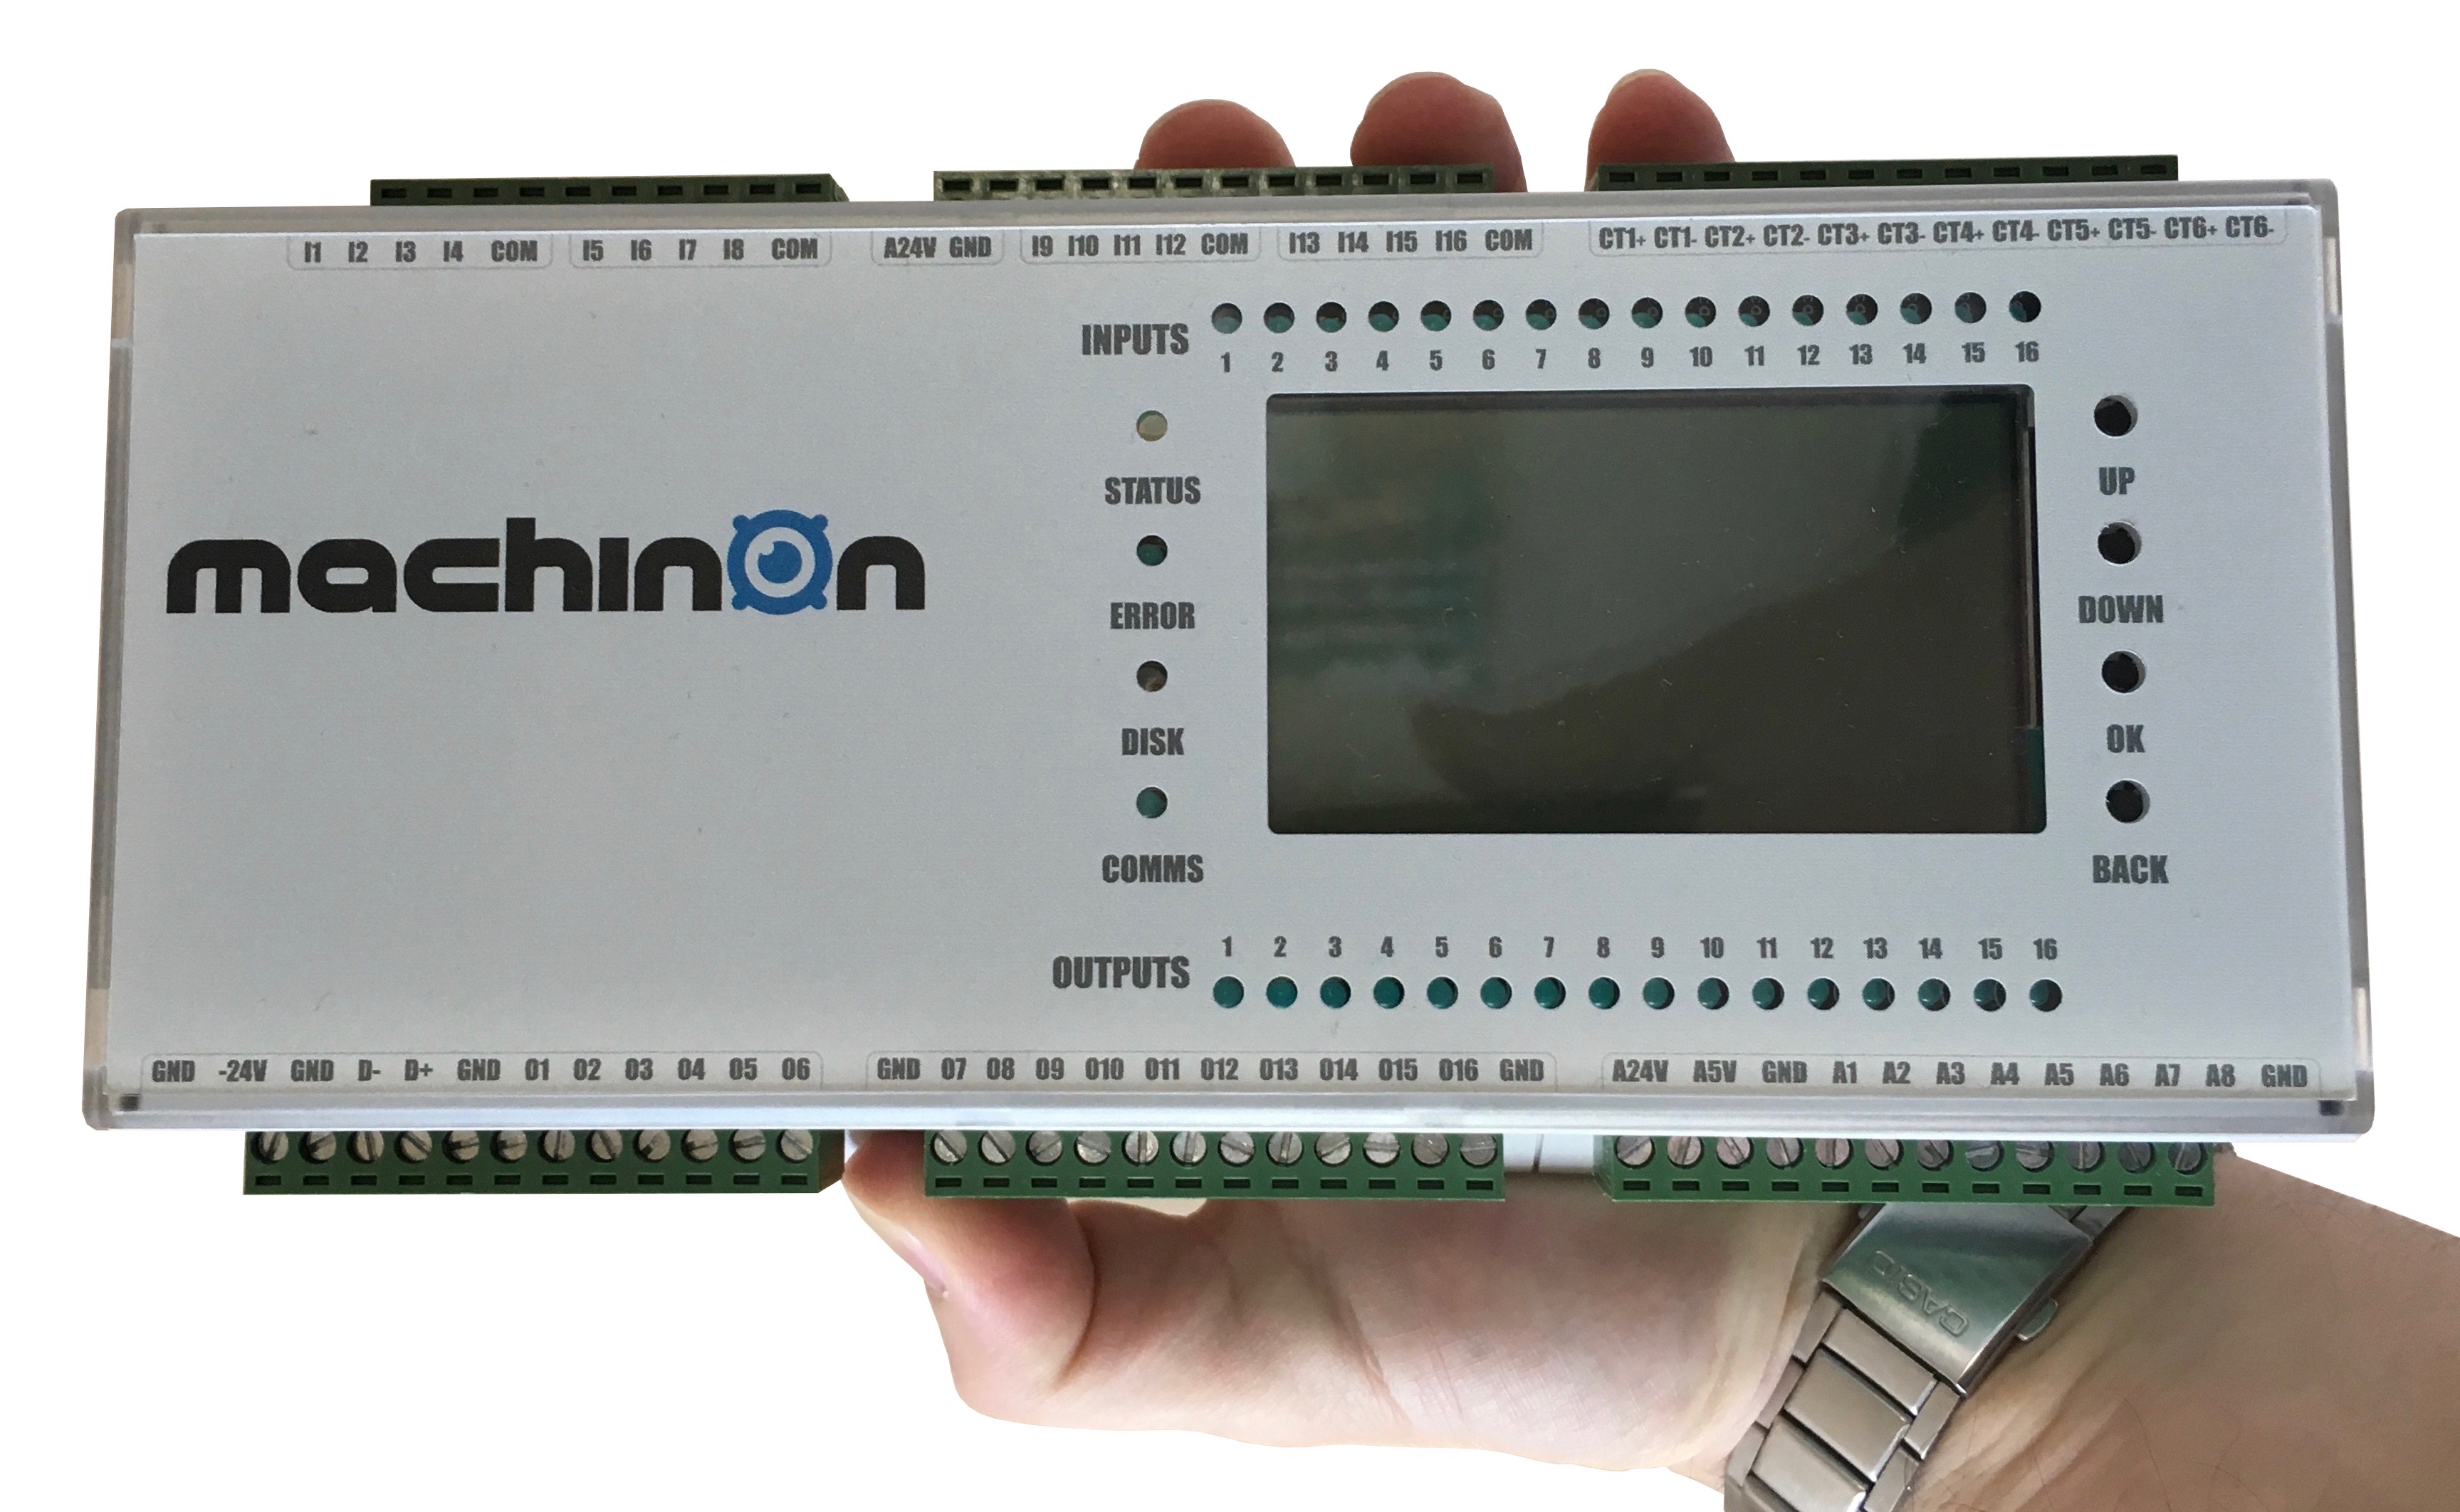 I1 I2 I3 I4 COM I5 I6 I7 I8 COM A24V GND I9 I10 I11 I12 COM I13 I14 I15 I16 COM CT1+ CT1- CT2+ CT2- CT3+ CT3- CT4+ CT4- CT5+ CT5- CT6+ CT6-
INPUTS
1 2 3 4 5 6 7 8 9 10 11 12 13 14 15 16
machinon
STATUS
ERROR
DISK
COMMS
UP
DOWN
OK
BACK
OUTPUTS
1 2 3 4 5 6 7 8 9 10 11 12 13 14 15 16
GND -24V GND D- D+ GND O1 O2 O3 O4 O5 O6 GND O7 O8 O9 O10 O11 O12 O13 O14 O15 O16 GND A24V A5V GND A1 A2 A3 A4 A5 A6 A7 A8 GND
CASIO